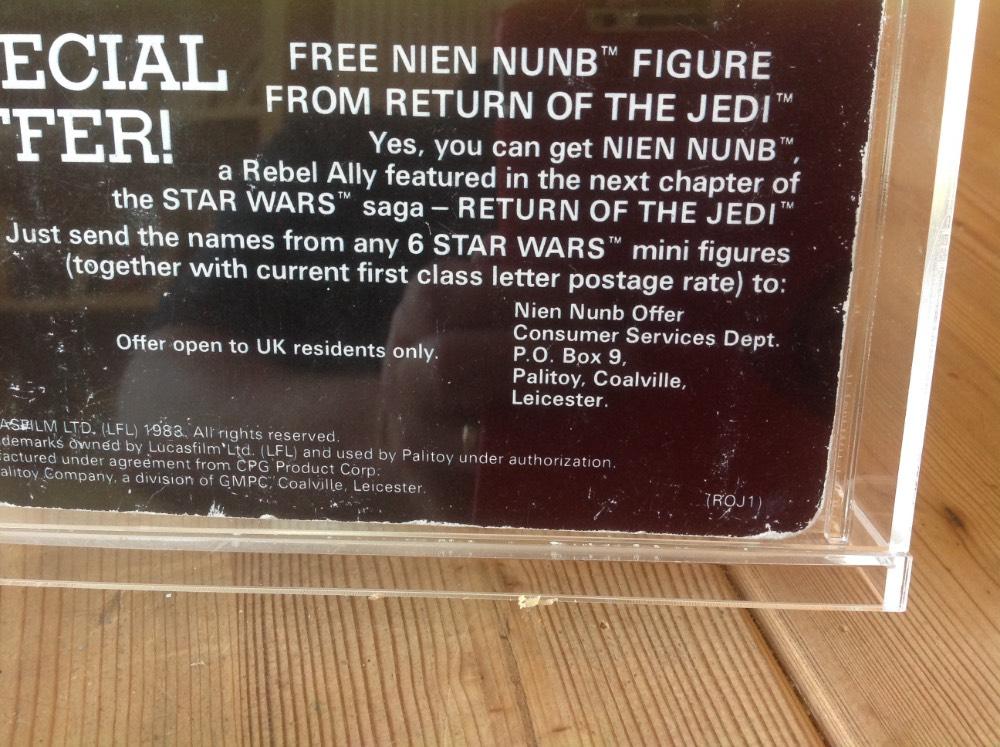 ECIAL
FFER!
FREE NIEN NUNB™ FIGURE
FROM RETURN OF THE JEDI™
Yes, you can get NIEN NUNB™,
a Rebel Ally featured in the next chapter of
the STAR WARS™ saga – RETURN OF THE JEDI™
Just send the names from any 6 STAR WARS™ mini figures
(together with current first class letter postage rate) to:
Nien Nunb Offer
Consumer Services Dept.
P.O. Box 9,
Palitoy, Coalville,
Leicester.
Offer open to UK residents only.
ASFILM LTD. (LFL) 1983. All rights reserved.
demarks owned by Lucasfilm Ltd. (LFL) and used by Palitoy under authorization.
actured under agreement from CPG Product Corp.
alitoy Company, a division of GMPC, Coalville, Leicester.
(ROJ1)